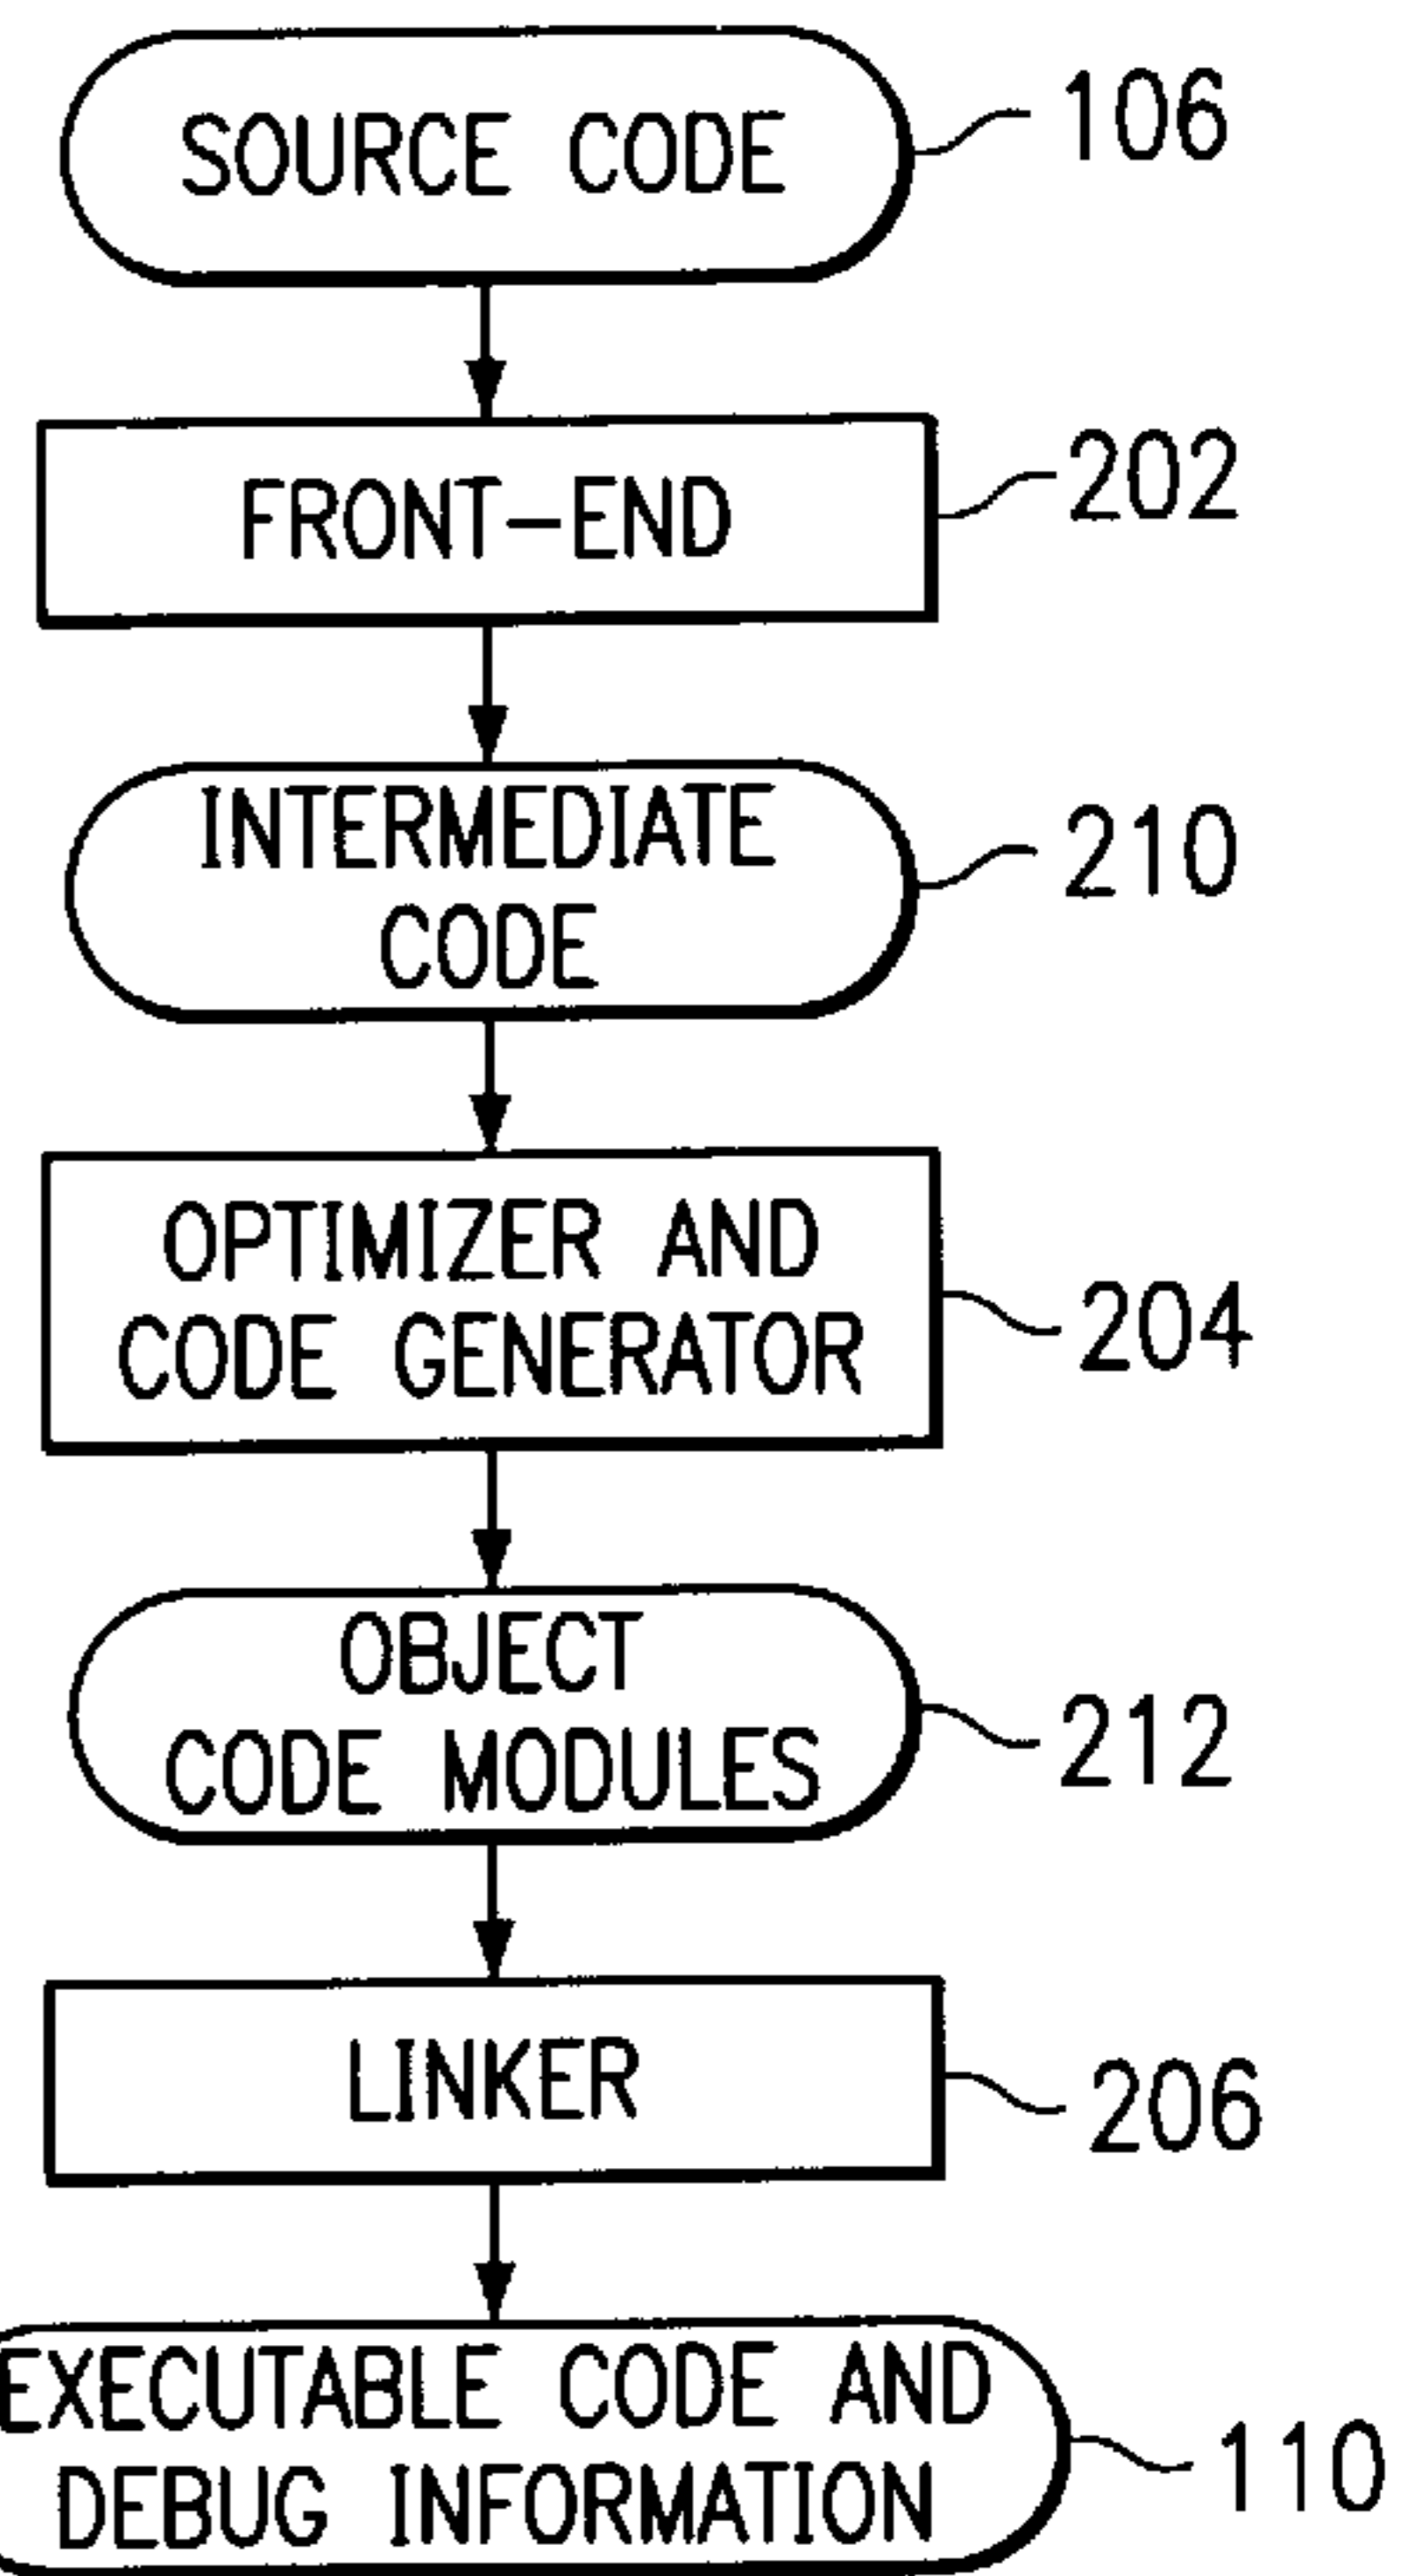 SOURCE CODE
106
FRONT-END
202
INTERMEDIATE
CODE
210
OPTIMIZER AND
CODE GENERATOR
204
OBJECT
CODE MODULES
212
LINKER
206
EXECUTABLE CODE AND
DEBUG INFORMATION
110